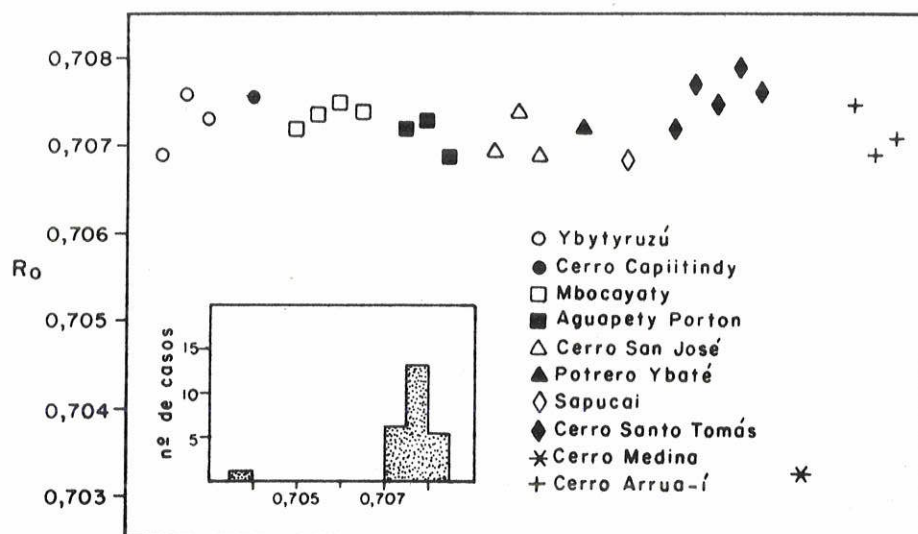 0,708
0,707
0,706
Ro
0,705
0,704
0,703
Ybytyruzú
Cerro Capiitindy
Mbocayaty
Aguapety Porton
Cerro San José
Potrero Ybaté
Sapucai
Cerro Santo Tomás
Cerro Medina
Cerro Arrua-í
nº de casos
15
10
5
0,705 0,707